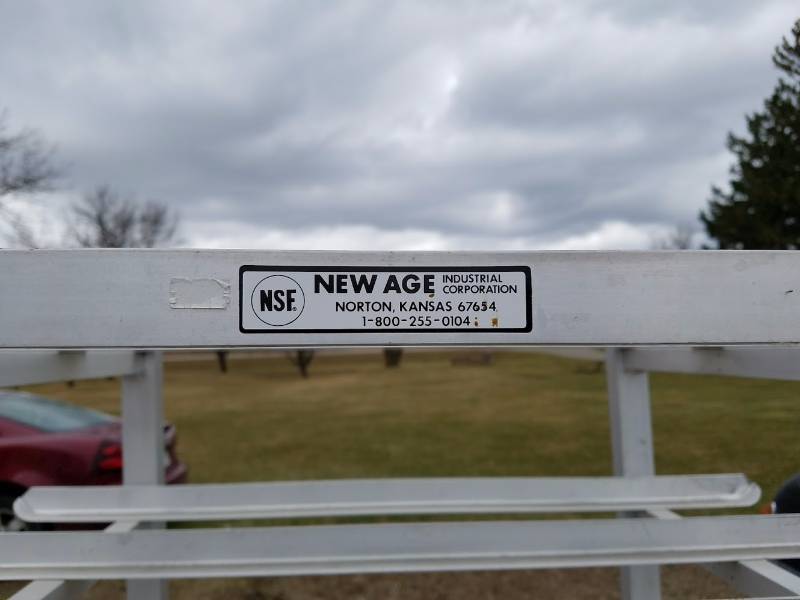 NSF.
NEW AGE INDUSTRIAL CORPORATION
NORTON, KANSAS 67654
1-800-255-0104